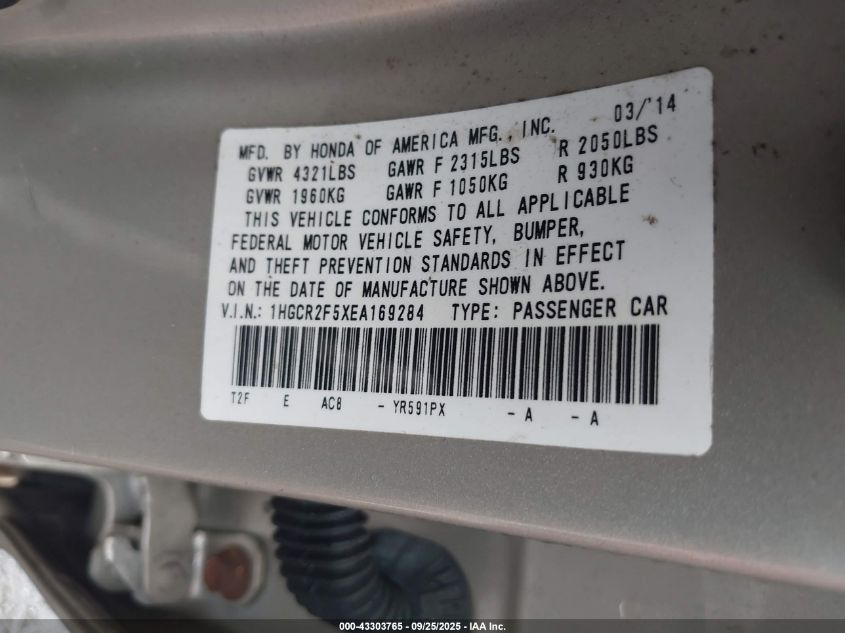 03/'14
MFD. BY HONDA OF AMERICA MFG., INC.
GVWR 4321LBS GAWR F 2315LBS R 2050LBS
GVWR 1960KG GAWR F 1050KG R 930KG
THIS VEHICLE CONFORMS TO ALL APPLICABLE
FEDERAL MOTOR VEHICLE SAFETY, BUMPER,
AND THEFT PREVENTION STANDARDS IN EFFECT
ON THE DATE OF MANUFACTURE SHOWN ABOVE.
V.I.N.: 1HGCR2F5XEA169284 TYPE: PASSENGER CAR
T2F E AC8 - YR591PX - A - A
000-43303765 - 09/25/2025 - IAA Inc.